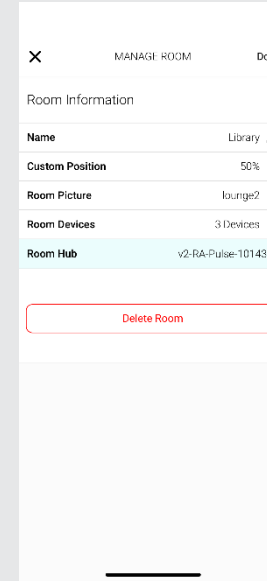 MANAGE ROOM Do
Room Information
Name Library
Custom Position 50%
Room Picture lounge2
Room Devices 3 Devices
Room Hub v2-RA-Pulse-10143
Delete Room